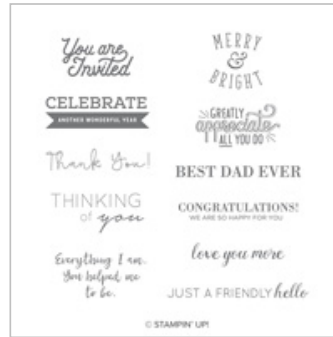 You are
Invited
CELEBRATE
ANOTHER WONDERFUL YEAR
Thank You!
THINKING
of you
Everything I am.
You helped me
to be.
MERRY
&
BRIGHT
GREATLY
appreciate
ALL YOU DO
BEST DAD EVER
CONGRATULATIONS!
WE ARE SO HAPPY FOR YOU
love you more
JUST A FRIENDLY hello
© STAMPIN' UP!